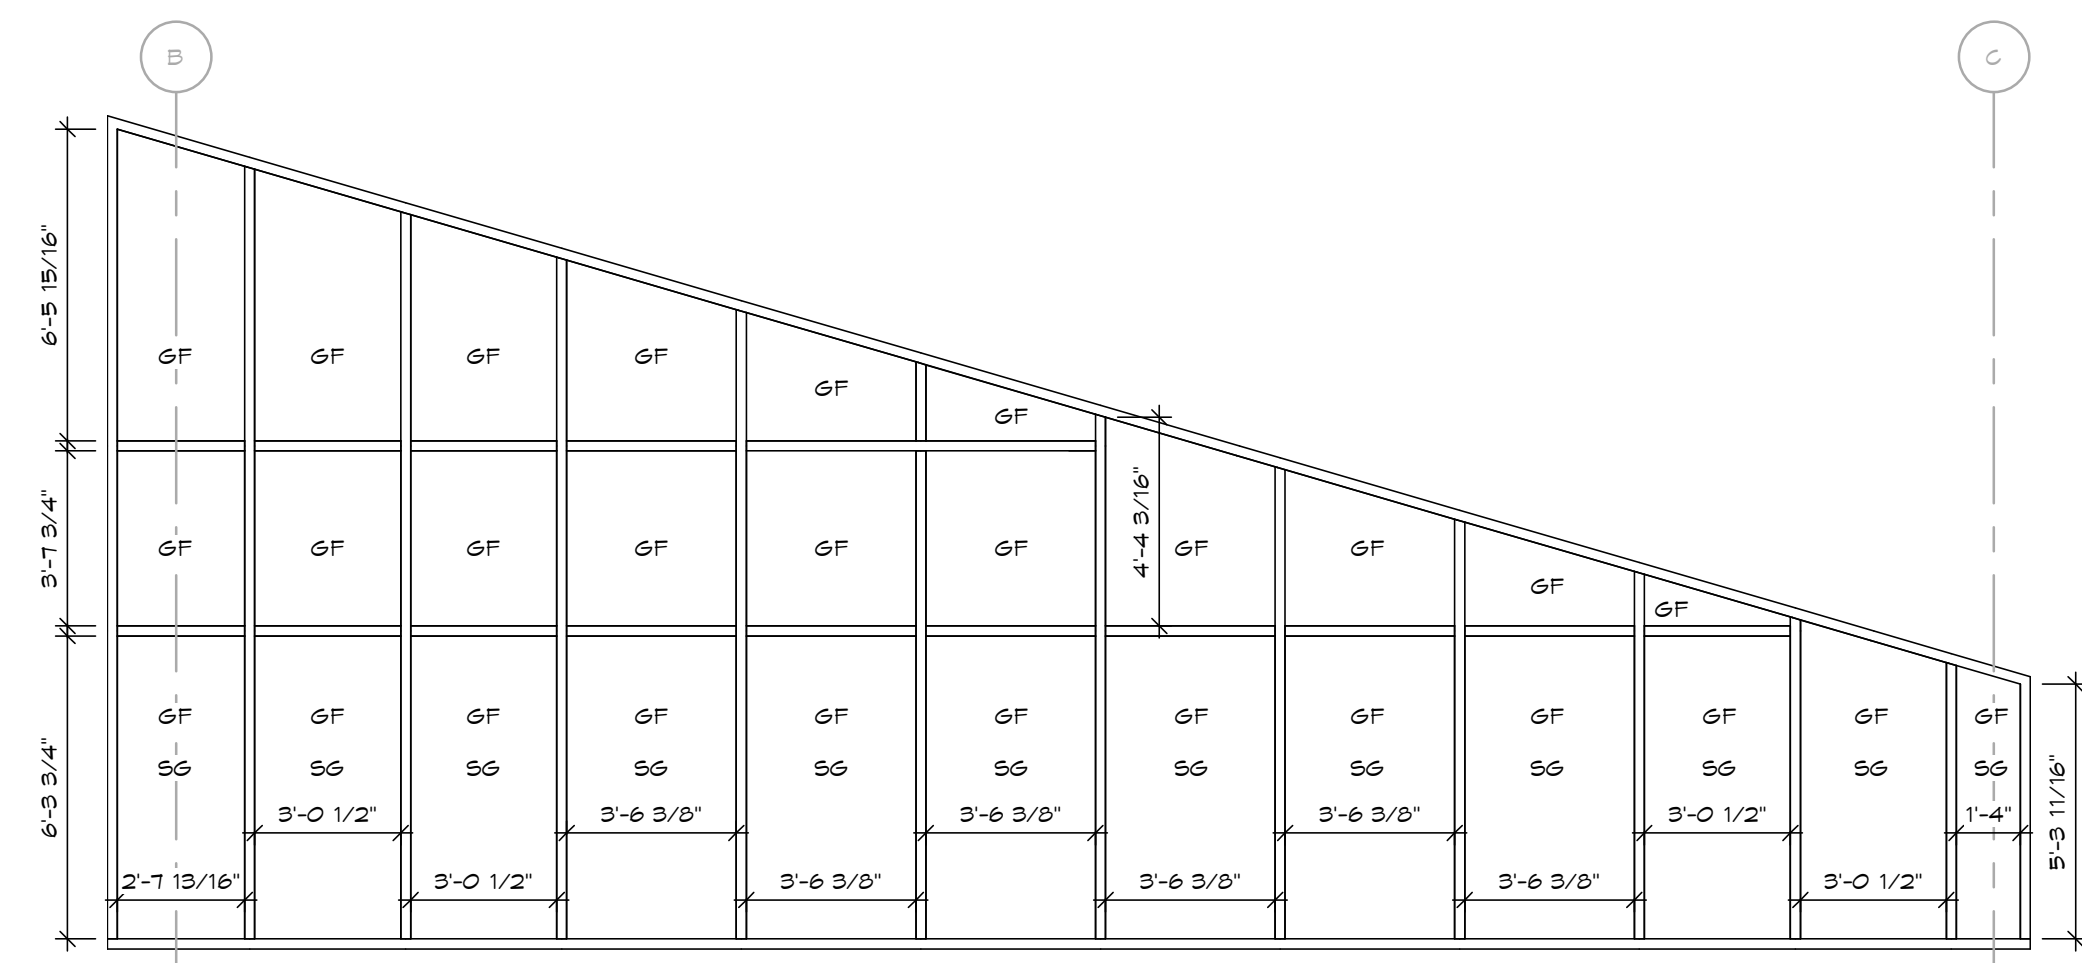 B
C
6'-5 15/16"
GF GF GF GF
GF
GF
3'-7 3/4"
GF GF GF GF GF GF
4'-4 3/16"
GF GF
GF
GF
6'-3 3/4"
GF GF GF GF GF GF GF GF GF GF GF GF
SG SG SG SG SG SG SG SG SG SG SG SG
3'-0 1/2" 3'-6 3/8" 3'-6 3/8" 3'-6 3/8" 3'-0 1/2" 1'-4"
5'-3 11/16"
2'-7 13/16" 3'-0 1/2" 3'-6 3/8" 3'-6 3/8" 3'-6 3/8" 3'-0 1/2"